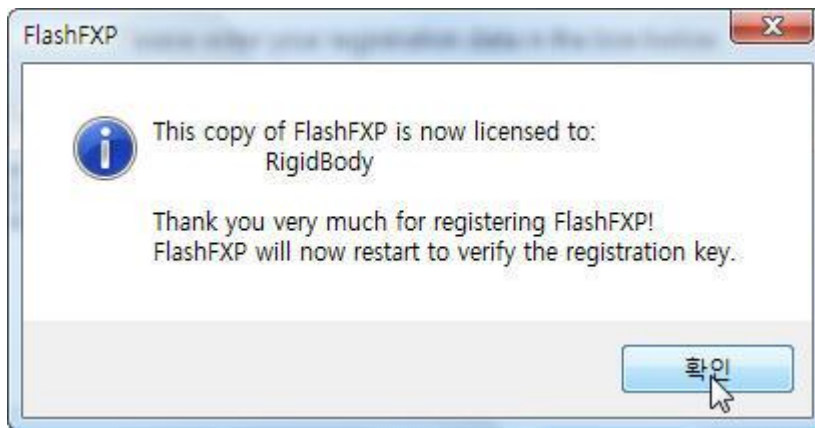 FlashFXP
This copy of FlashFXP is now licensed to:
RigidBody
Thank you very much for registering FlashFXP!
FlashFXP will now restart to verify the registration key.
확인